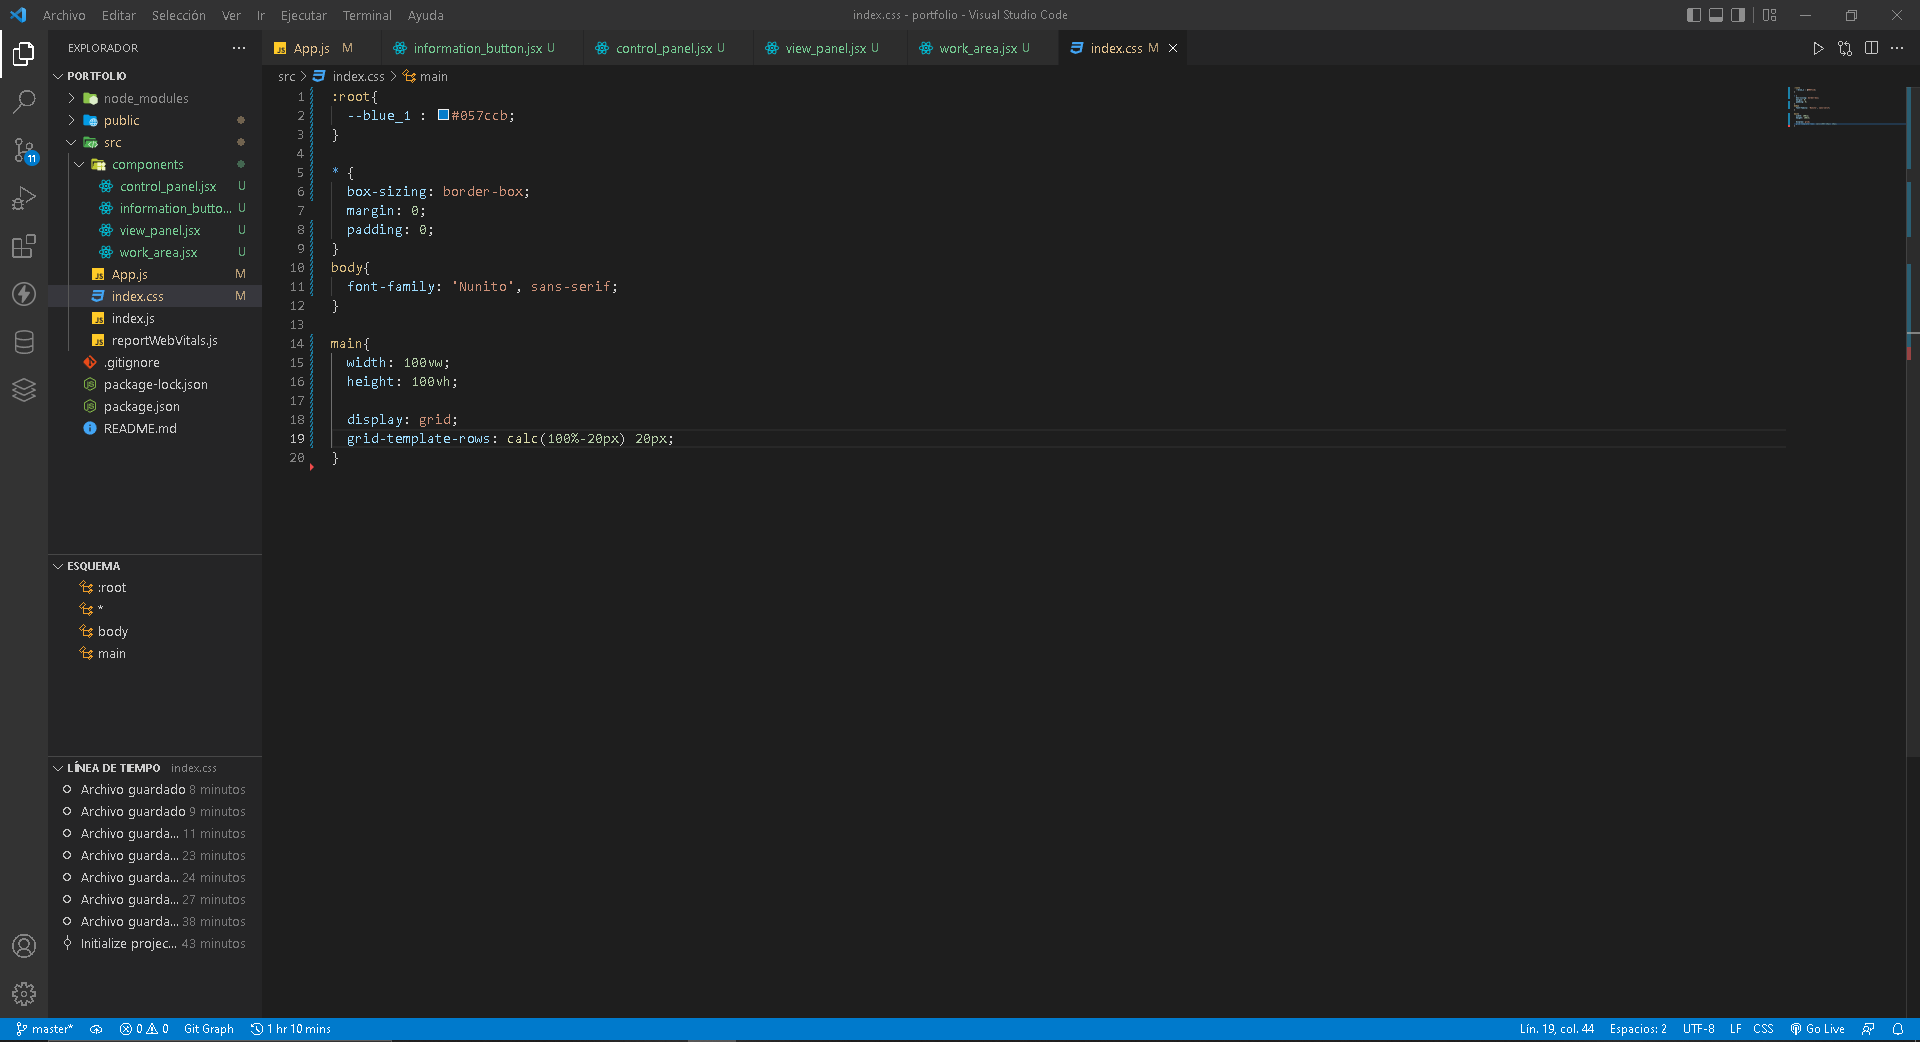 Archivo Editar Selección Ver Ir Ejecutar Terminal Ayuda
index.css - portfolio - Visual Studio Code
EXPLORADOR
App.js M information_button.jsx U control_panel.jsx U view_panel.jsx U work_area.jsx U index.css M
src > index.css > main
PORTFOLIO
node_modules
public
src
components
control_panel.jsx U
information_butto... U
view_panel.jsx U
work_area.jsx U
App.js M
index.css M
index.js
reportWebVitals.js
.gitignore
package-lock.json
package.json
README.md
11
1 :root{
2 --blue_1 : #057ccb;
3 }
4
5 * {
6 box-sizing: border-box;
7 margin: 0;
8 padding: 0;
9 }
10 body{
11 font-family: 'Nunito', sans-serif;
12 }
13
14 main{
15 width: 100vw;
16 height: 100vh;
17
18 display: grid;
19 grid-template-rows: calc(100%-20px) 20px;
20 }
ESQUEMA
:root
*
body
main
LÍNEA DE TIEMPO index.css
Archivo guardado 8 minutos
Archivo guardado 9 minutos
Archivo guarda... 11 minutos
Archivo guarda... 23 minutos
Archivo guarda... 24 minutos
Archivo guarda... 27 minutos
Archivo guarda... 38 minutos
Initialize projec... 43 minutos
master* 0 0 Git Graph 1 hr 10 mins
Lín. 19, col. 44 Espacios: 2 UTF-8 LF CSS Go Live